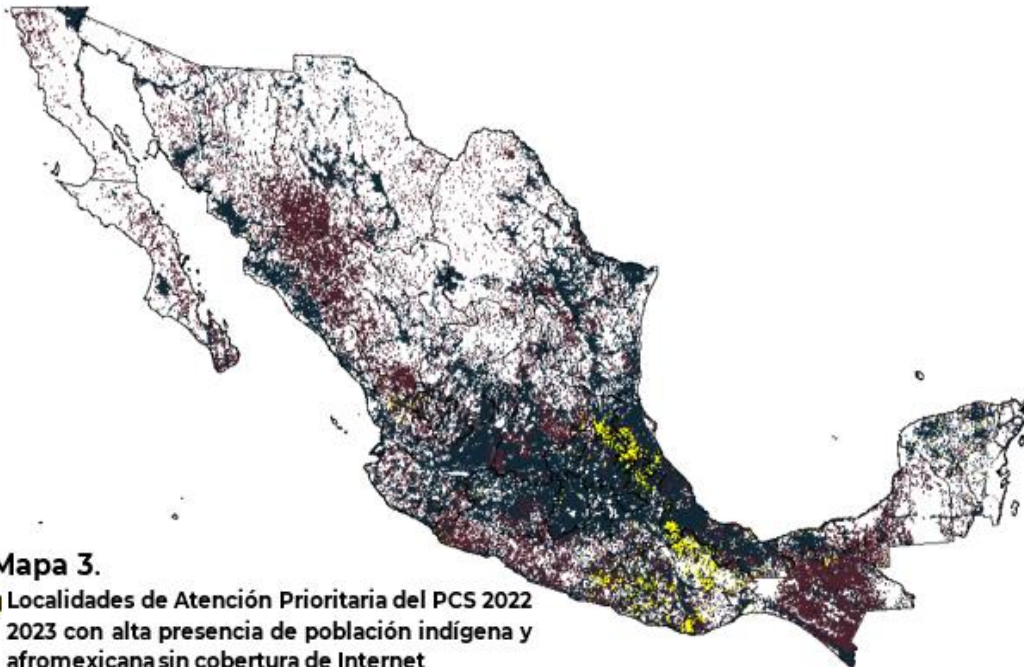 Mapa 3.
Localidades de Atención Prioritaria del PCS 2022
2023 con alta presencia de población indígena y
afromexicana sin cobertura de Internet